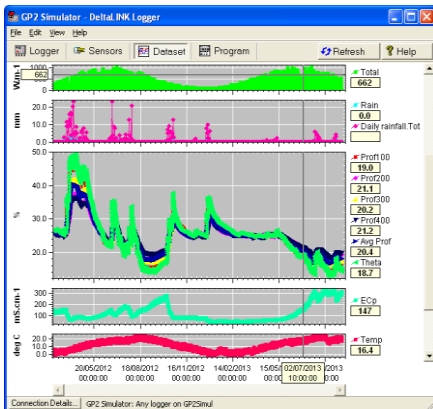 GP2 Simulator - DeltaLINK Logger
File Edit View Help
Logger Sensors Dataset Program Refresh Help
W.m-1
1000
662
0
Total
662
mm
20.0
10.0
0.0
Rain
0.0
Daily rainfall.Tot
%
50.0
40.0
30.0
20.0
Prof100
19.0
Prof200
21.1
Prof300
20.2
Prof400
21.2
Avg Prof
20.4
Theta
18.7
mS.cm-1
300
200
100
0
ECp
147
deg C
20.0
10.0
0.0
Temp
16.4
20/05/2012 18/08/2012 16/11/2012 14/02/2013 15/05 02/07/2013 /2013
00:00:00 00:00:00 00:00:00 00:00:00 00:00 10:00:00 0:00
Connection Details... GP2 Simulator: Any logger on GP2Simul